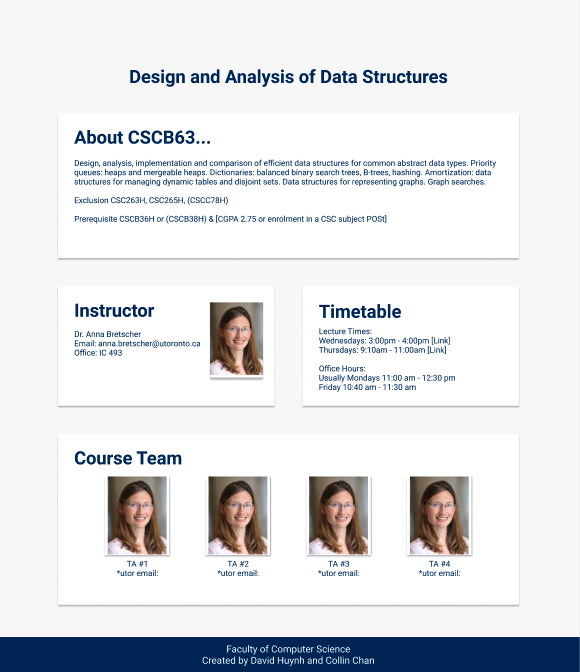 Design and Analysis of Data Structures
About CSCB63...
Design, analysis, implementation and comparison of efficient data structures for common abstract data types. Priority
queues: heaps and mergeable heaps. Dictionaries: balanced binary search trees, B-trees, hashing. Amortization: data
structures for managing dynamic tables and disjoint sets. Data structures for representing graphs. Graph searches.
Exclusion CSC263H, CSC265H, (CSCC78H)
Prerequisite CSCB36H or (CSCB38H) & [CGPA 2.75 or enrolment in a CSC subject POSt]
Instructor
Dr. Anna Bretscher
Email: anna.bretscher@utoronto.ca
Office: IC 493
Timetable
Lecture Times:
Wednesdays: 3:00pm - 4:00pm [Link]
Thursdays: 9:10am - 11:00am [Link]
Office Hours:
Usually Mondays 11:00 am - 12:30 pm
Friday 10:40 am - 11:30 am
Course Team
TA #1
*utor email:
TA #2
*utor email:
TA #3
*utor email:
TA #4
*utor email:
Faculty of Computer Science
Created by David Huynh and Collin Chan